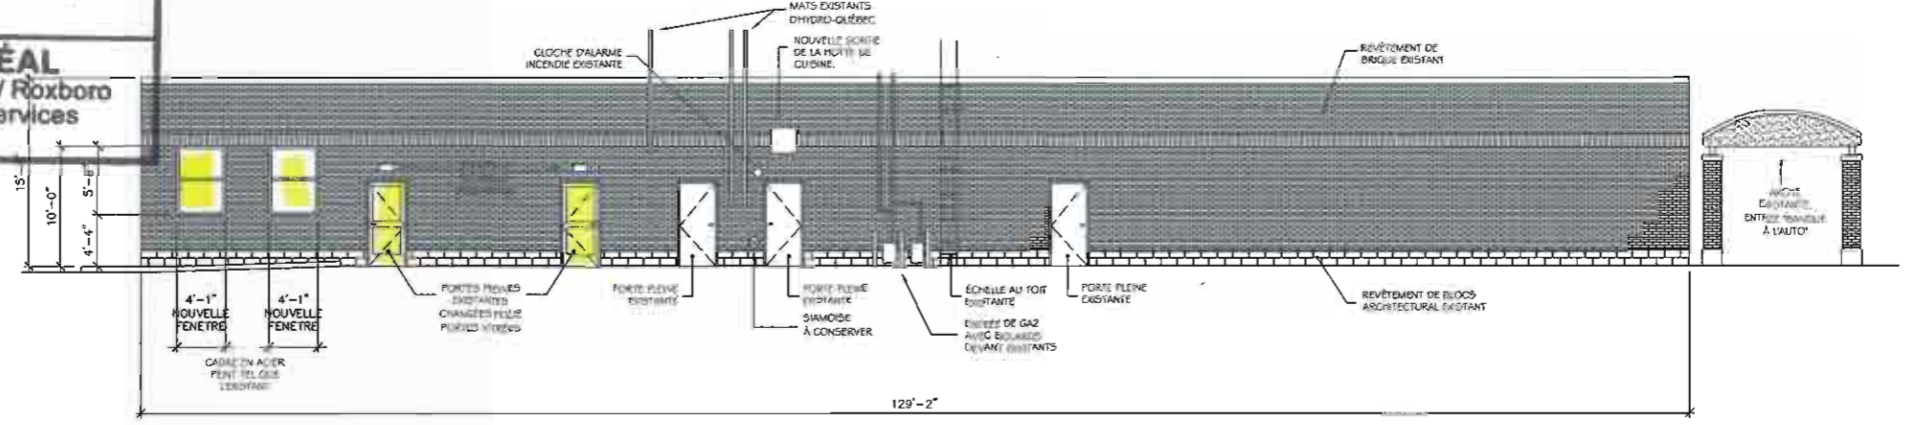 ÉAL
/ Roxboro
ervices
MATS EXISTANTS
D'HYDRO-QUÉBEC
CLOCHE D'ALARME
INCENDIE EXISTANTE
NOUVELLE SORTIE
DE LA HOTTE DE
CUISINE.
REVÊTEMENT DE
BRIQUE EXISTANT
15'
10'-0"
5'-8"
4'-4"
4'-1"
NOUVELLE
FENÊTRE
4'-1"
NOUVELLE
FENÊTRE
CADRE EN ACIER
PEINT TEL QUE
L'EXISTANT
PORTES PLEINES
EXISTANTES
CHANGÉES POUR
PORTES VITRÉES
PORTE PLEINE
EXISTANTE
PORTE PLEINE
EXISTANTE
SIAMOISE
À CONSERVER
ÉCHELLE AU TOIT
EXISTANTE
ENTRÉE DE GAZ
AVEC BOLLARDS
DEVANT EXISTANTS
PORTE PLEINE
EXISTANTE
REVÊTEMENT DE BLOCS
ARCHITECTURAL EXISTANT
EXISTANTE
À L'AUTO"
129'-2"